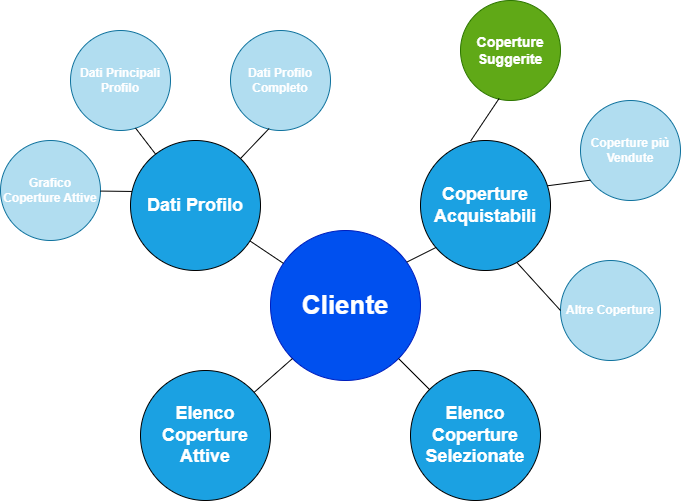 Coperture
Suggerite
Dati Principali
Profilo
Dati Profilo
Completo
Coperture più
Vendute
Grafico
Coperture Attive
Dati Profilo
Coperture
Acquistabili
Cliente
Altre Coperture
Elenco
Coperture
Attive
Elenco
Coperture
Selezionate